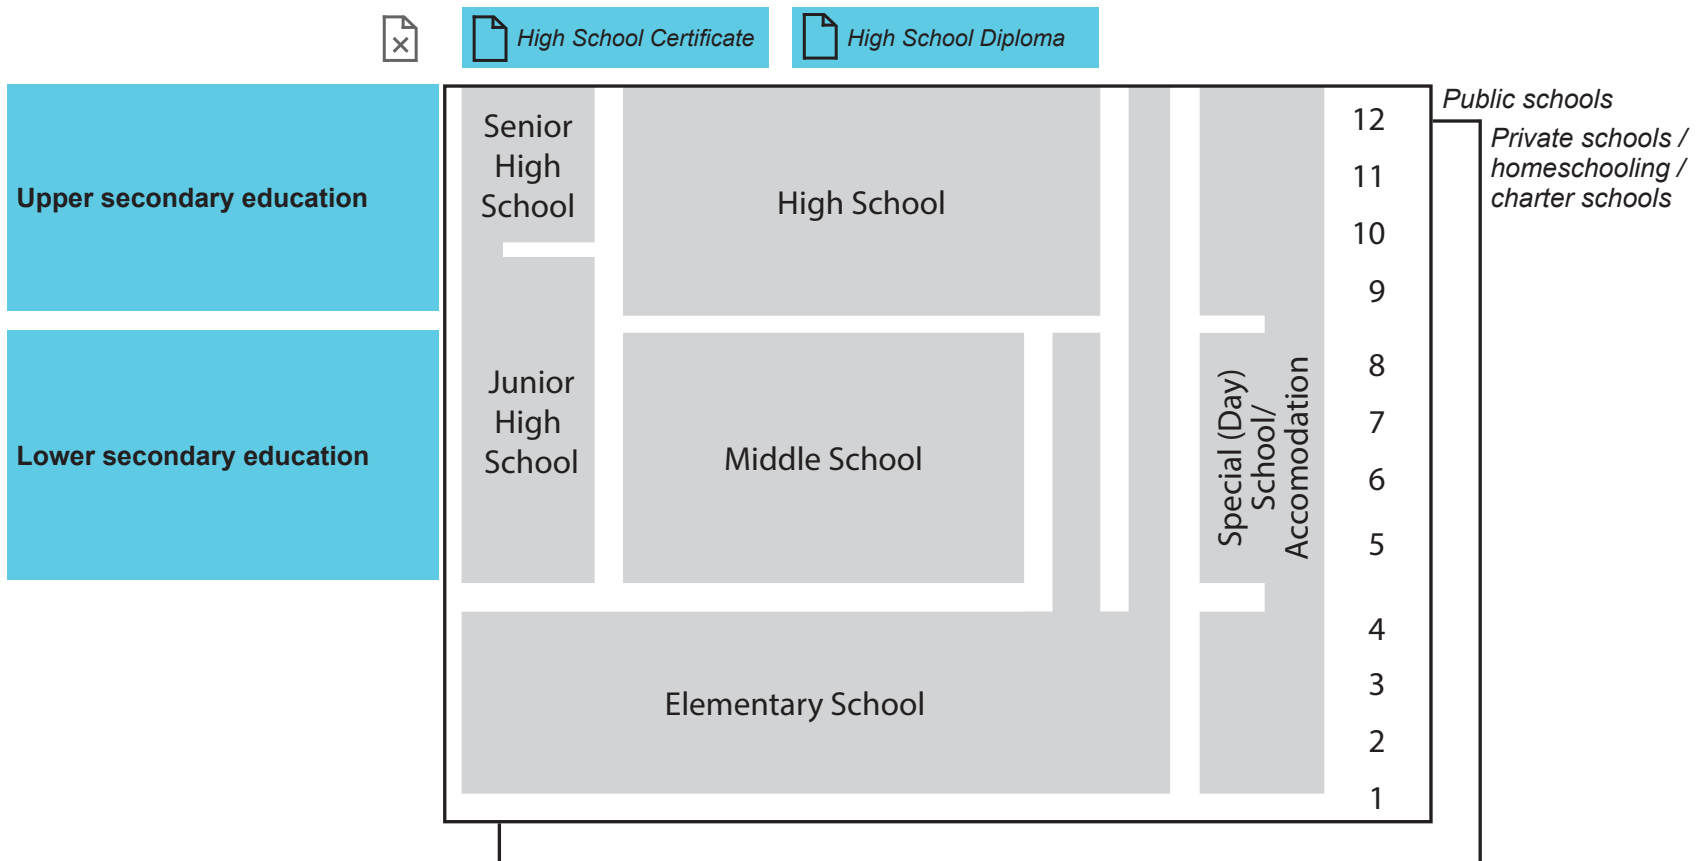 High School Certificate
High School Diploma
Public schools
Private schools /
homeschooling /
charter schools
Upper secondary education
Lower secondary education
Senior
High
School
High School
Junior
High
School
Middle School
Special (Day)
School/
Accomodation
Elementary School
12
11
10
9
8
7
6
5
4
3
2
1